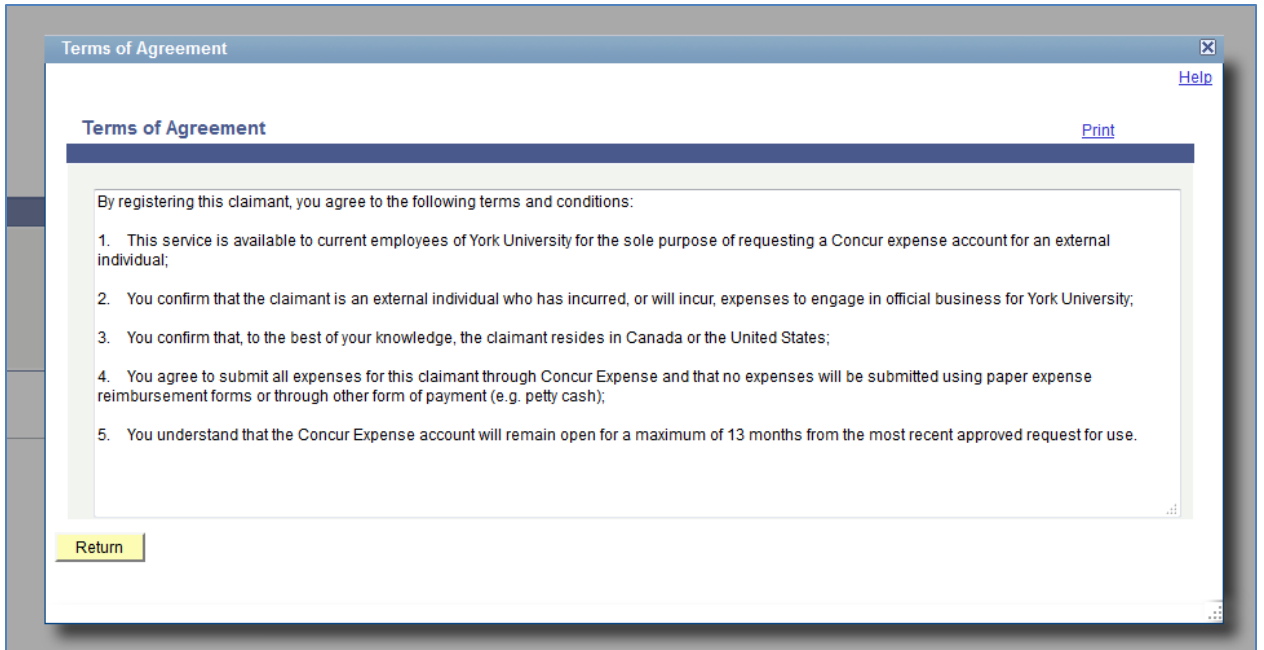 Terms of Agreement
Help
Terms of Agreement
Print
By registering this claimant, you agree to the following terms and conditions:
1. This service is available to current employees of York University for the sole purpose of requesting a Concur expense account for an external
individual;
2. You confirm that the claimant is an external individual who has incurred, or will incur, expenses to engage in official business for York University;
3. You confirm that, to the best of your knowledge, the claimant resides in Canada or the United States;
4. You agree to submit all expenses for this claimant through Concur Expense and that no expenses will be submitted using paper expense
reimbursement forms or through other form of payment (e.g. petty cash);
5. You understand that the Concur Expense account will remain open for a maximum of 13 months from the most recent approved request for use.
Return